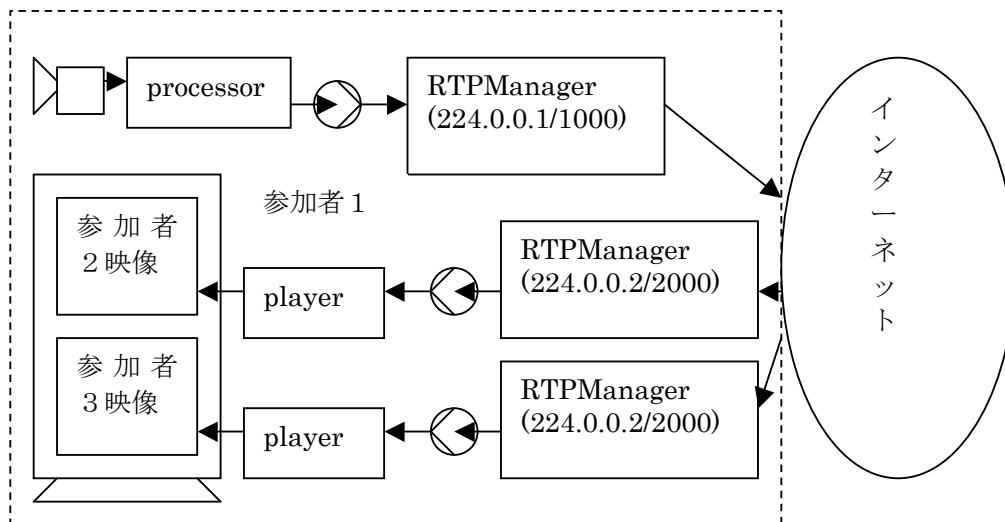 processor
RTPManager
(224.0.0.1/1000)
インターネット
参加者１
参加者
２映像
player
RTPManager
(224.0.0.2/2000)
参加者
３映像
player
RTPManager
(224.0.0.2/2000)